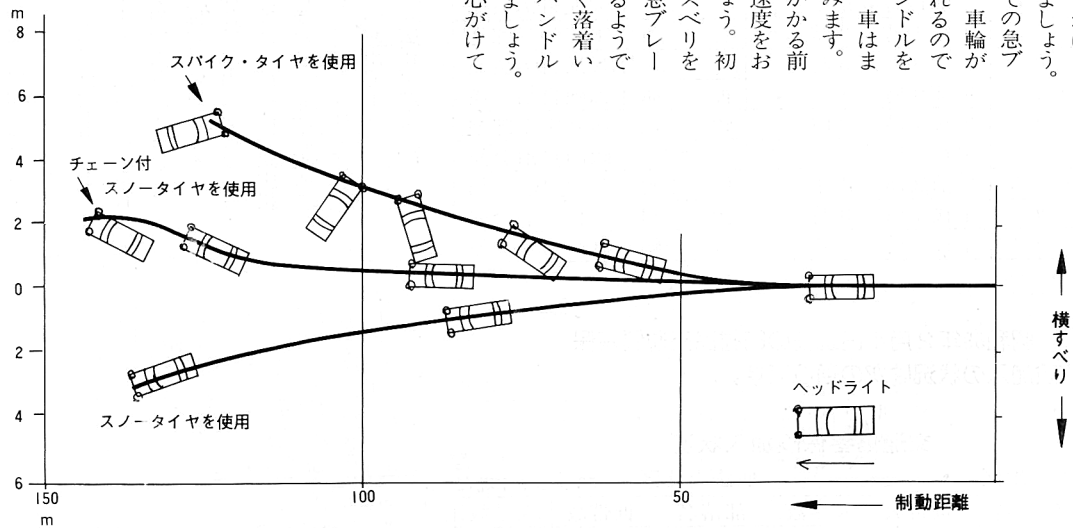 ましょう。
その急ブ
車輪が
れるので
ンドルを
車はま
みます。
かかる前
速度をお
ょう。初
スベリを
急ブレー
るようで
く落着い
ハンドル
ましょう。
心がけて
m
8
6
4
2
0
2
4
6
150
m
100
50
スパイク・タイヤを使用
チェーン付
スノータイヤを使用
スノータイヤを使用
ヘッドライト
横すべり
制動距離